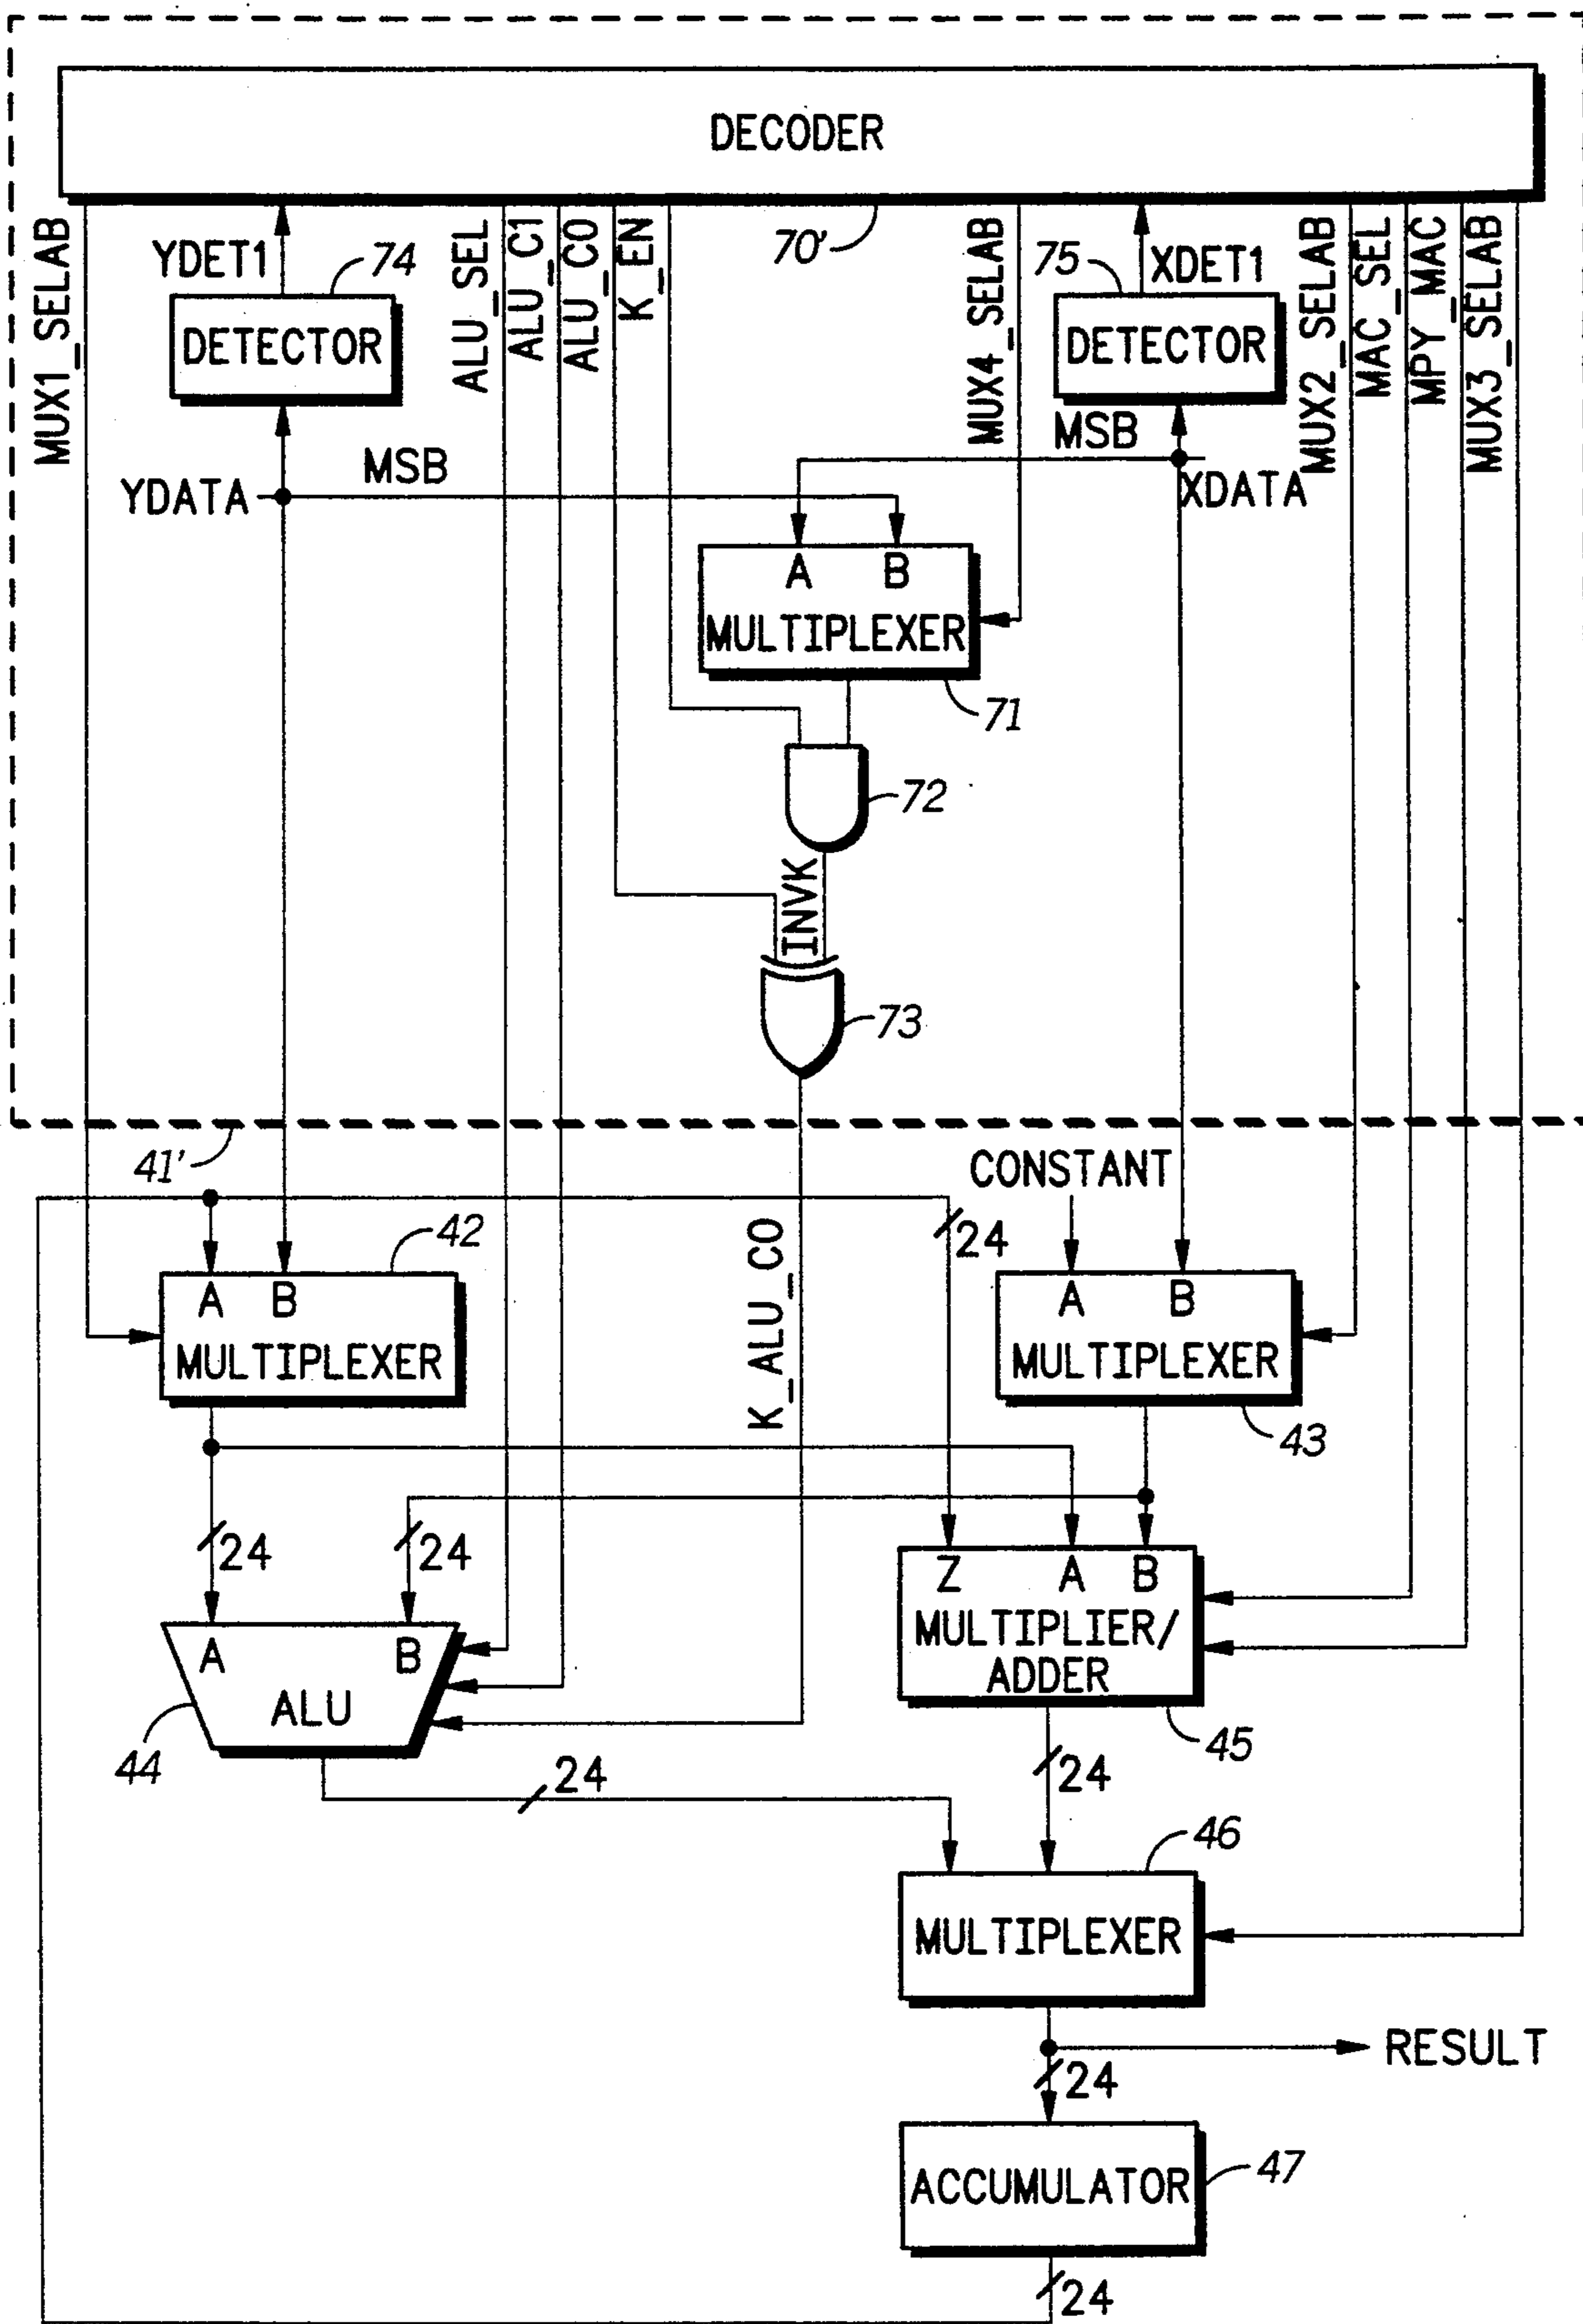 DECODER
MUX1_SELAB
YDET1
74
DETECTOR
ALU_SEL
ALU_C1
ALU_C0
K_EN
70'
MUX4_SELAB
75
XDET1
DETECTOR
MUX2_SELAB
MAC_SEL
MPY_MAC
MUX3_SELAB
MSB
MSB
YDATA
XDATA
A B
MULTIPLEXER
71
72
INVK
73
41'
CONSTANT
42
24
K_ALU_C0
A B
MULTIPLEXER
A B
MULTIPLEXER
43
24
24
Z A B
MULTIPLIER/
ADDER
A B
ALU
44
45
24
24
46
MULTIPLEXER
RESULT
24
ACCUMULATOR
47
24